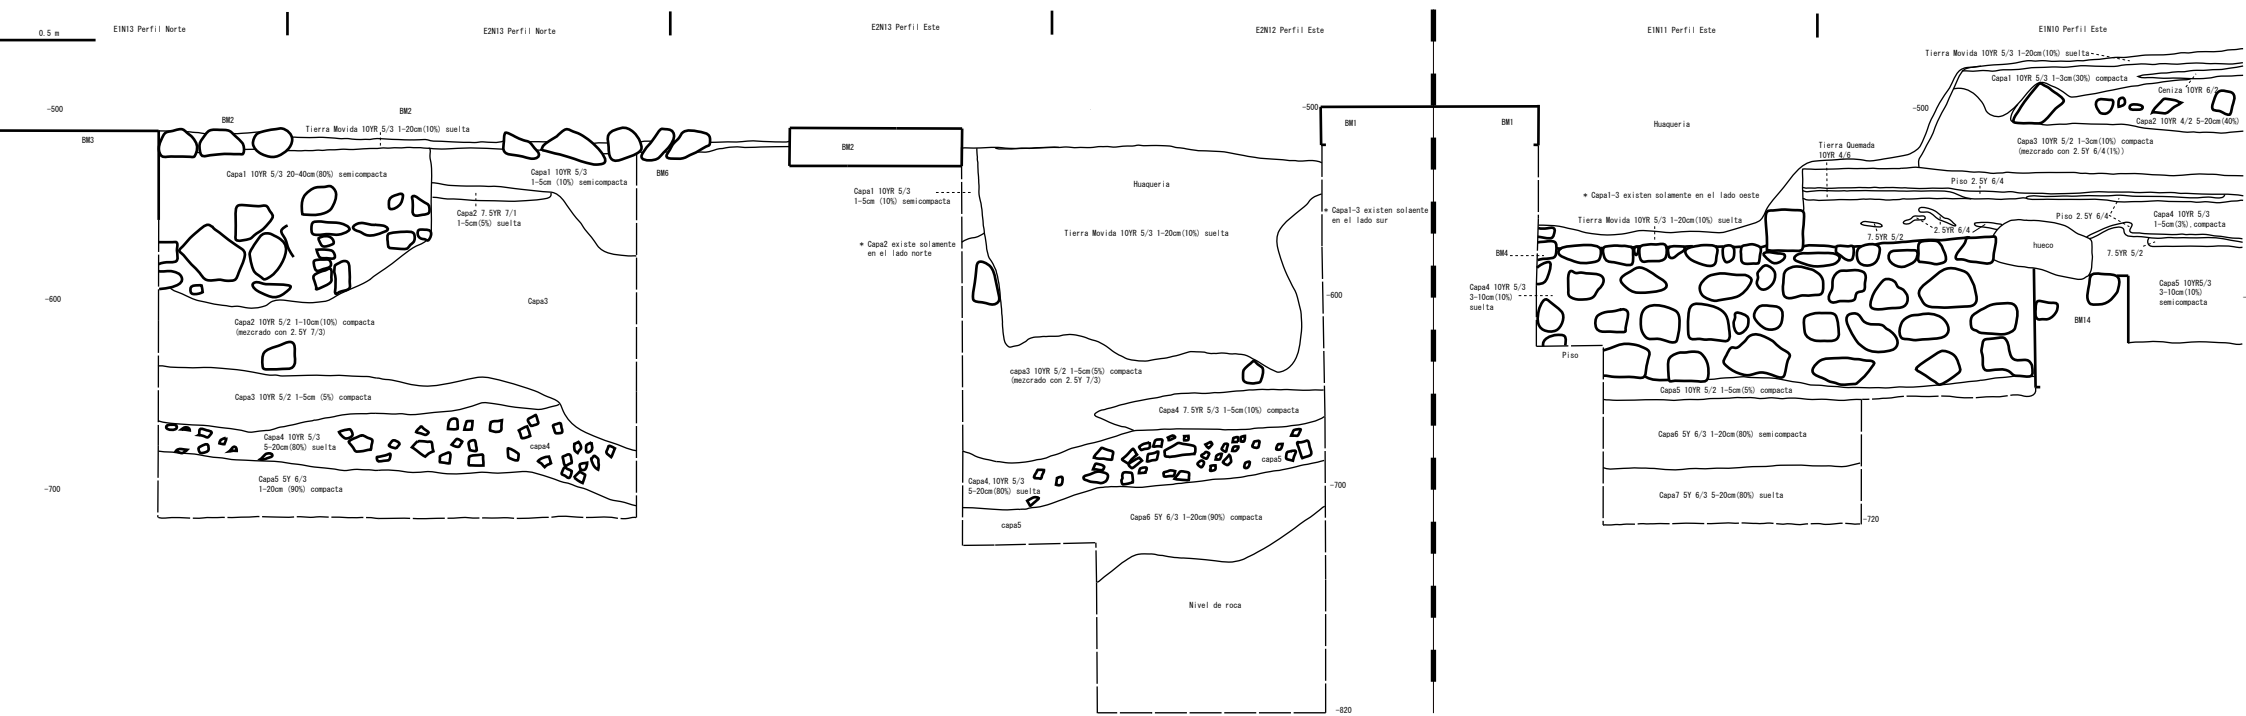 0.5 m
E1N13 Perfil Norte
E2N13 Perfil Norte
E2N13 Perfil Este
E2N12 Perfil Este
E1N11 Perfil Este
E1N10 Perfil Este
-500
BM3
BM2
BM2
Tierra Movida 10YR 5/3 1-20cm(10%) suelta
Capa1 10YR 5/3 20-40cm(80%) semicompacta
Capa1 10YR 5/3
1-5cm (10%) semicompacta
BM6
Capa2 7.5YR 7/1
1-5cm(5%) suelta
-600
Capa3
Capa2 10YR 5/2 1-10cm(10%) compacta
(mezcrado con 2.5Y 7/3)
Capa3 10YR 5/2 1-5cm (5%) compacta
Capa4 10YR 5/3
5-20cm(80%) suelta
capa4
Capa5 5Y 6/3
1-20cm (90%) compacta
-700
BM2
Capa1 10YR 5/3
1-5cm (10%) semicompacta
* Capa2 existe solamente
en el lado norte
Huaqueria
Tierra Movida 10YR 5/3 1-20cm(10%) suelta
capa3 10YR 5/2 1-5cm(5%) compacta
(mezcrado con 2.5Y 7/3)
Capa4 7.5YR 5/3 1-5cm(10%) compacta
capa5
Capa4, 10YR 5/3
5-20cm(80%) suelta
capa5
Capa6 5Y 6/3 1-20cm(90%) compacta
Nivel de roca
-500
BM1
* Capa1-3 existen solaente
en el lado sur
-600
-700
-820
BM1
Huaqueria
* Capa1-3 existen solamente en el lado oeste
Tierra Movida 10YR 5/3 1-20cm(10%) suelta
BM4
Capa4 10YR 5/3
3-10cm(10%)
suelta
Piso
Capa5 10YR 5/2 1-5cm(5%) compacta
Capa6 5Y 6/3 1-20cm(80%) semicompacta
Capa7 5Y 6/3 5-20cm(80%) suelta
-720
Tierra Movida 10YR 5/3 1-20cm(10%) suelta
Capa1 10YR 5/3 1-3cm(30%) compacta
Ceniza 10YR 6/2
-500
Capa2 10YR 4/2 5-20cm(40%)
Capa3 10YR 5/2 1-3cm(10%) compacta
(mezcrado con 2.5Y 6/4(1%))
Tierra Quemada
10YR 4/6
Piso 2.5Y 6/4
Piso 2.5Y 6/4
Capa4 10YR 5/3
1-5cm(3%), compacta
2.5YR 6/4
7.5YR 5/2
hueco
7.5YR 5/2
Capa5 10YR5/3
3-10cm(10%)
semicompacta
BM14